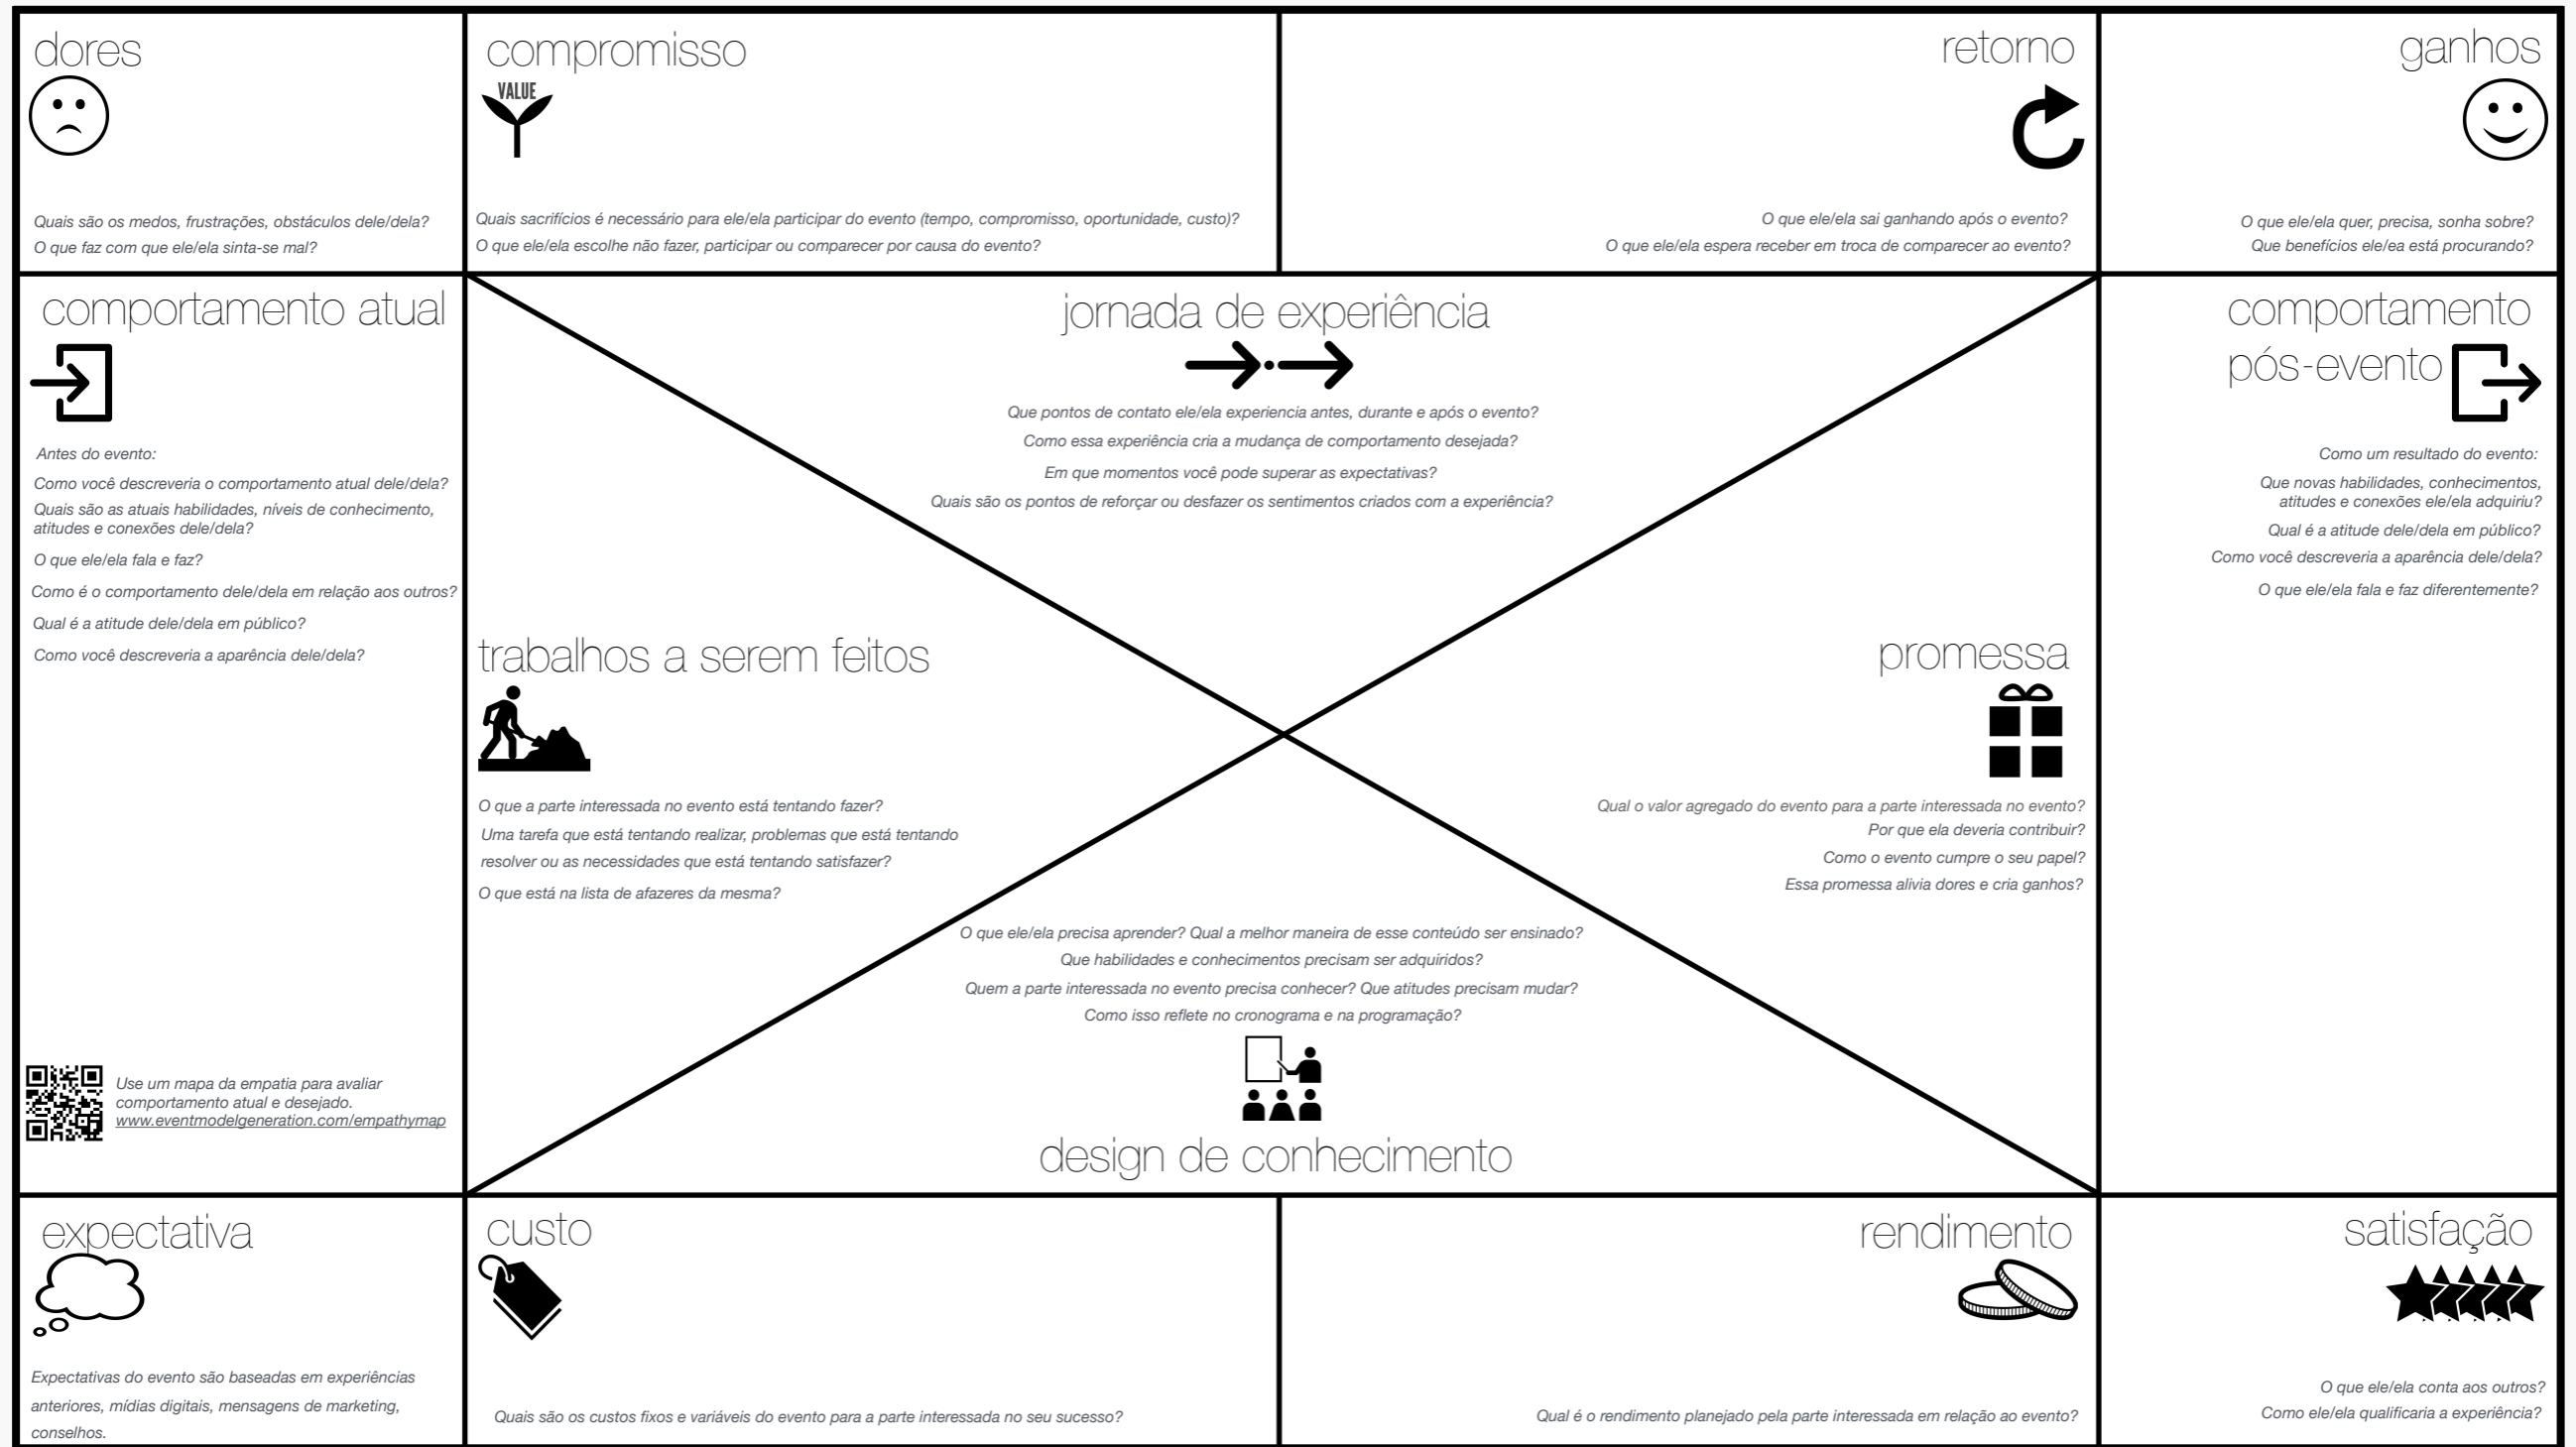 dores
Quais são os medos, frustrações, obstáculos dele/dela?
O que faz com que ele/ela sinta-se mal?
compromisso
VALUE
Quais sacrifícios é necessário para ele/ela participar do evento (tempo, compromisso, oportunidade, custo)?
O que ele/ela escolhe não fazer, participar ou comparecer por causa do evento?
retorno
O que ele/ela sai ganhando após o evento?
O que ele/ela espera receber em troca de comparecer ao evento?
ganhos
O que ele/ela quer, precisa, sonha sobre?
Que benefícios ele/ea está procurando?
comportamento atual
Antes do evento:
Como você descreveria o comportamento atual dele/dela?
Quais são as atuais habilidades, níveis de conhecimento,
atitudes e conexões dele/dela?
O que ele/ela fala e faz?
Como é o comportamento dele/dela em relação aos outros?
Qual é a atitude dele/dela em público?
Como você descreveria a aparência dele/dela?
Use um mapa da empatia para avaliar
comportamento atual e desejado.
www.eventmodelgeneration.com/empathymap
jornada de experiência
Que pontos de contato ele/ela experiencia antes, durante e após o evento?
Como essa experiência cria a mudança de comportamento desejada?
Em que momentos você pode superar as expectativas?
Quais são os pontos de reforçar ou desfazer os sentimentos criados com a experiência?
trabalhos a serem feitos
O que a parte interessada no evento está tentando fazer?
Uma tarefa que está tentando realizar, problemas que está tentando
resolver ou as necessidades que está tentando satisfazer?
O que está na lista de afazeres da mesma?
promessa
Qual o valor agregado do evento para a parte interessada no evento?
Por que ela deveria contribuir?
Como o evento cumpre o seu papel?
Essa promessa alivia dores e cria ganhos?
O que ele/ela precisa aprender? Qual a melhor maneira de esse conteúdo ser ensinado?
Que habilidades e conhecimentos precisam ser adquiridos?
Quem a parte interessada no evento precisa conhecer? Que atitudes precisam mudar?
Como isso reflete no cronograma e na programação?
design de conhecimento
comportamento
pós-evento
Como um resultado do evento:
Que novas habilidades, conhecimentos,
atitudes e conexões ele/ela adquiriu?
Qual é a atitude dele/dela em público?
Como você descreveria a aparência dele/dela?
O que ele/ela fala e faz diferentemente?
expectativa
Expectativas do evento são baseadas em experiências
anteriores, mídias digitais, mensagens de marketing,
conselhos.
custo
Quais são os custos fixos e variáveis do evento para a parte interessada no seu sucesso?
rendimento
Qual é o rendimento planejado pela parte interessada em relação ao evento?
satisfação
O que ele/ela conta aos outros?
Como ele/ela qualificaria a experiência?